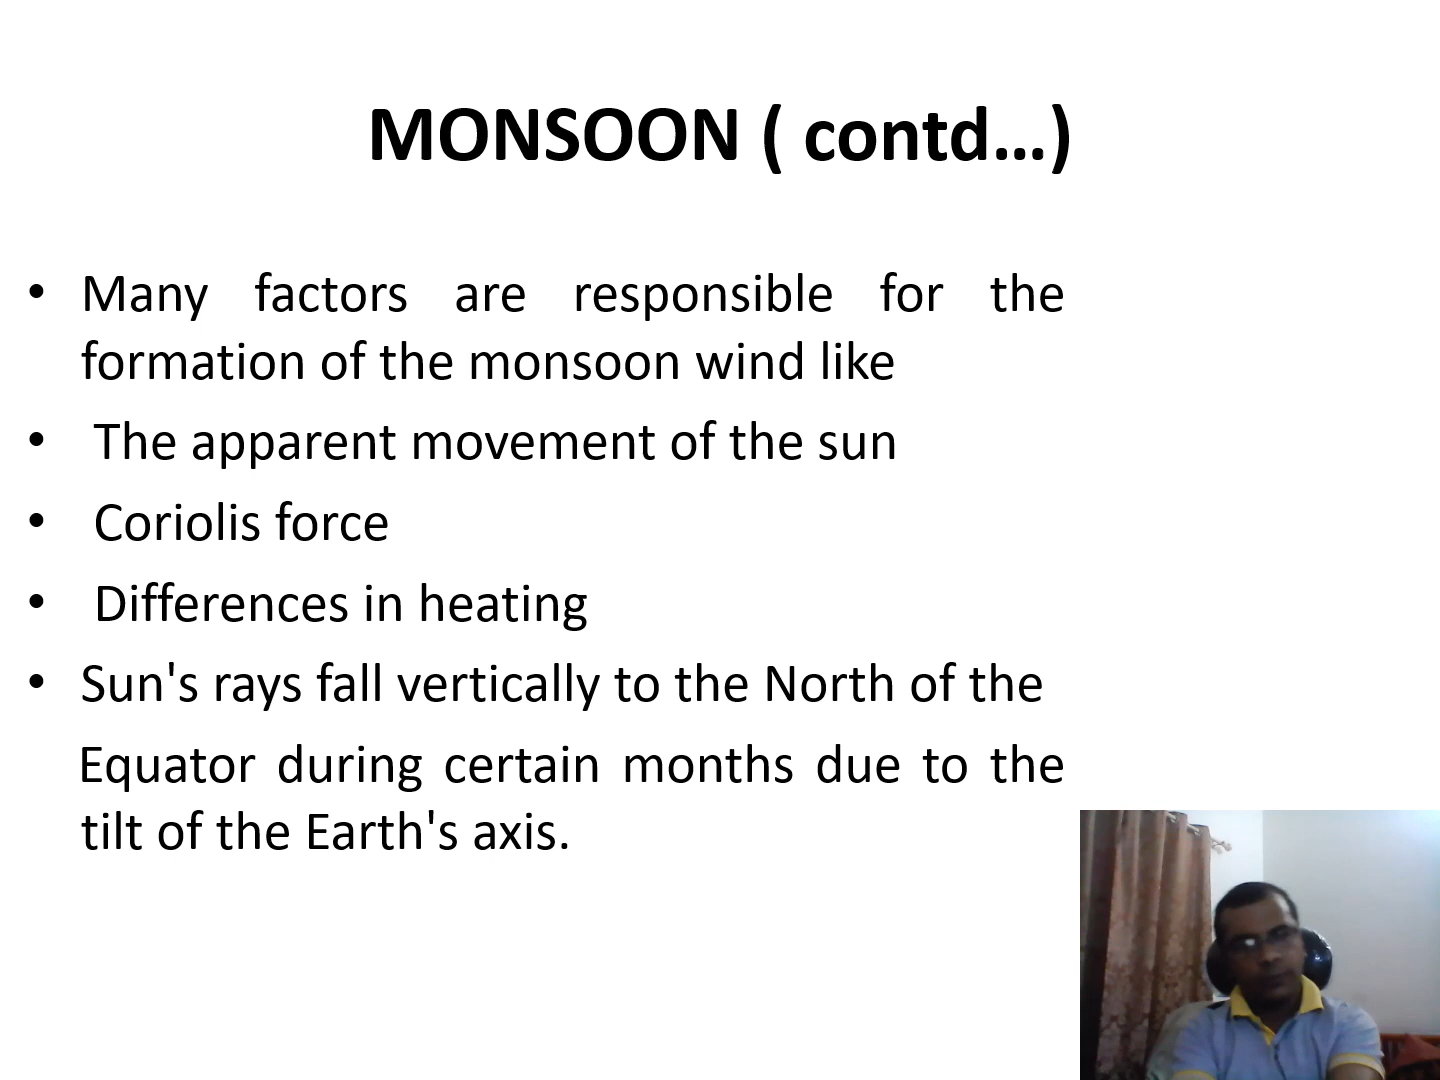 MONSOON ( contd…)
• Many factors are responsible for the
formation of the monsoon wind like
• The apparent movement of the sun
• Coriolis force
• Differences in heating
• Sun's rays fall vertically to the North of the
Equator during certain months due to the
tilt of the Earth's axis.